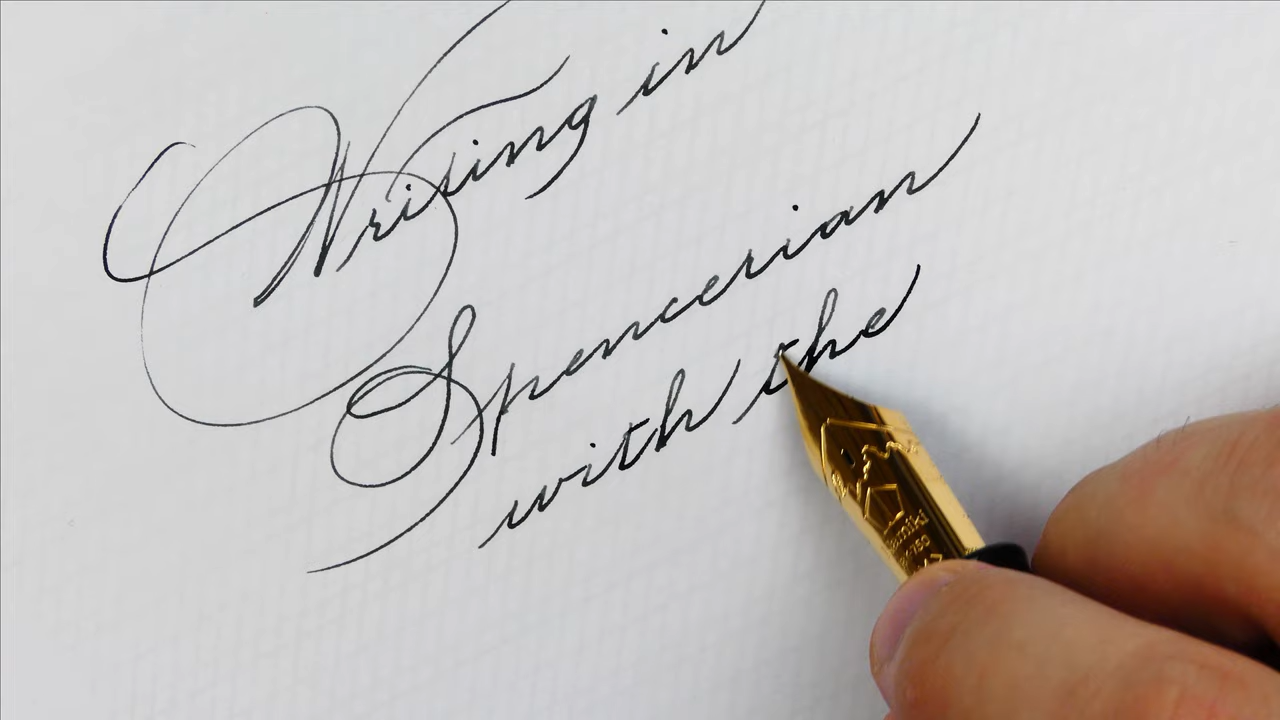 Writing in
Spencerian
with the